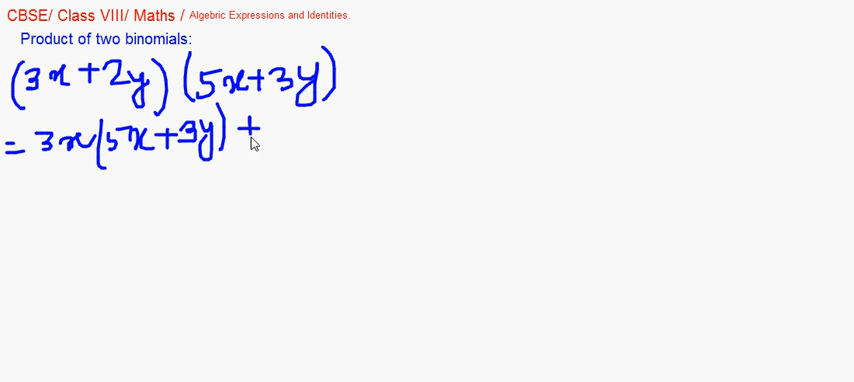 CBSE/ Class VIII/ Maths / Algebric Expressions and Identities.
Product of two binomials:
(3x+2y) (5x+3y)
= 3x(5x+3y) +